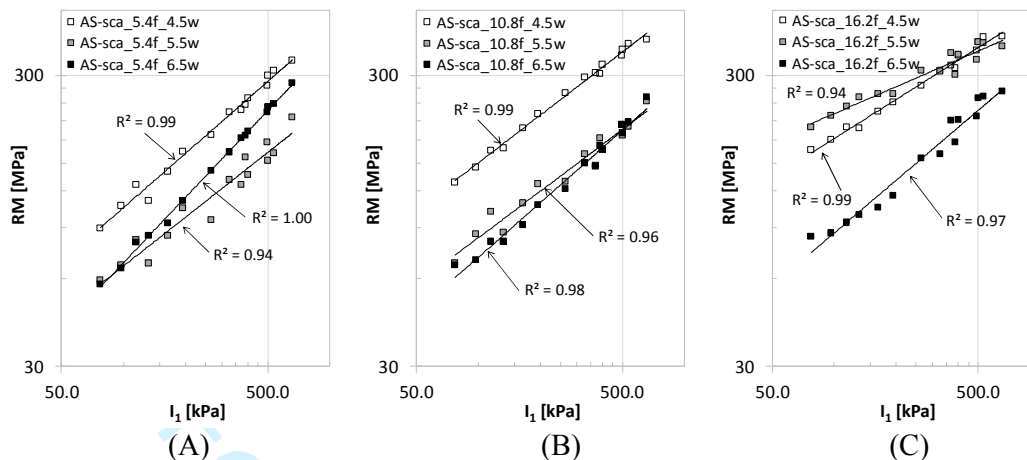 AS-sca_5.4f_4.5w
AS-sca_5.4f_5.5w
AS-sca_5.4f_6.5w
300
RM [MPa]
R² = 0.99
R² = 1.00
R² = 0.94
30
50.0
500.0
I₁ [kPa]
(A)
AS-sca_10.8f_4.5w
AS-sca_10.8f_5.5w
AS-sca_10.8f_6.5w
300
RM [MPa]
R² = 0.99
R² = 0.96
R² = 0.98
30
50.0
500.0
I₁ [kPa]
(B)
AS-sca_16.2f_4.5w
AS-sca_16.2f_5.5w
AS-sca_16.2f_6.5w
300
RM [MPa]
R² = 0.94
R² = 0.99
R² = 0.97
30
50.0
500.0
I₁ [kPa]
(C)